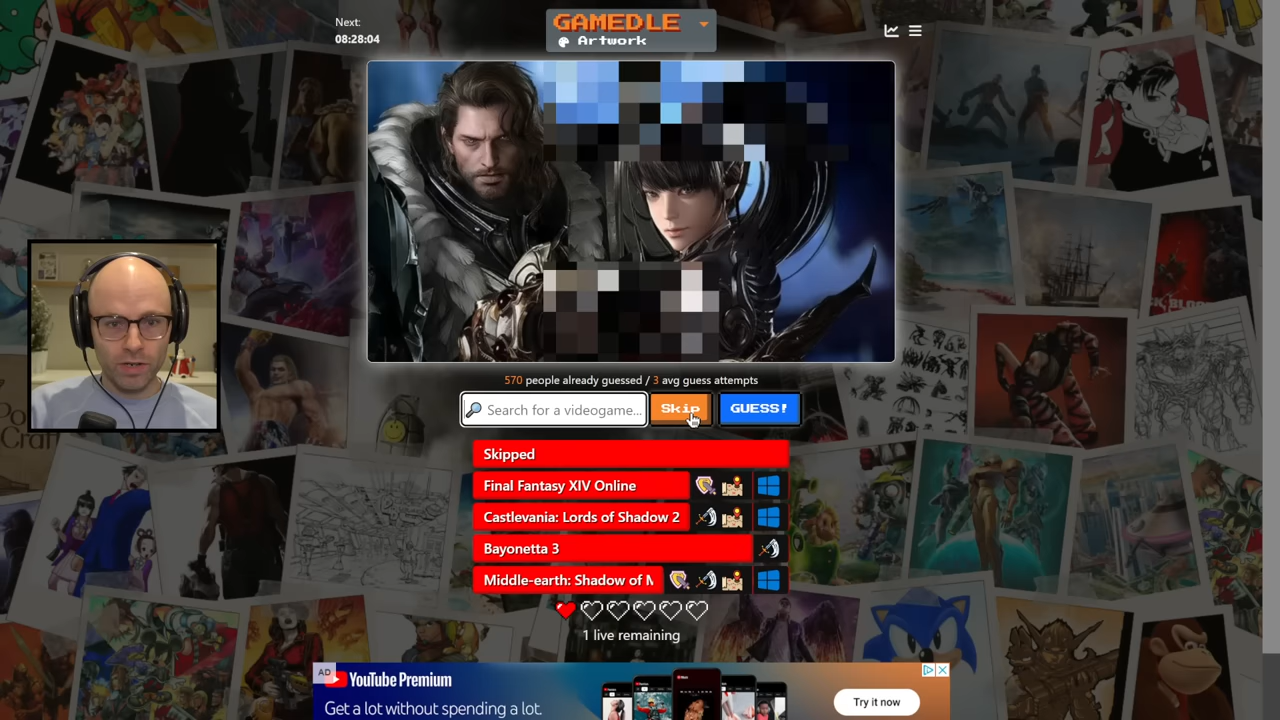 Next:
08:28:04
GAMEDLE
Artwork
570 people already guessed / 3 avg guess attempts
Search for a videogame...
Skip
GUESS!
Skipped
Final Fantasy XIV Online
Castlevania: Lords of Shadow 2
Bayonetta 3
Middle-earth: Shadow of M
1 live remaining
AD
YouTube Premium
Get a lot without spending a lot.
Try it now